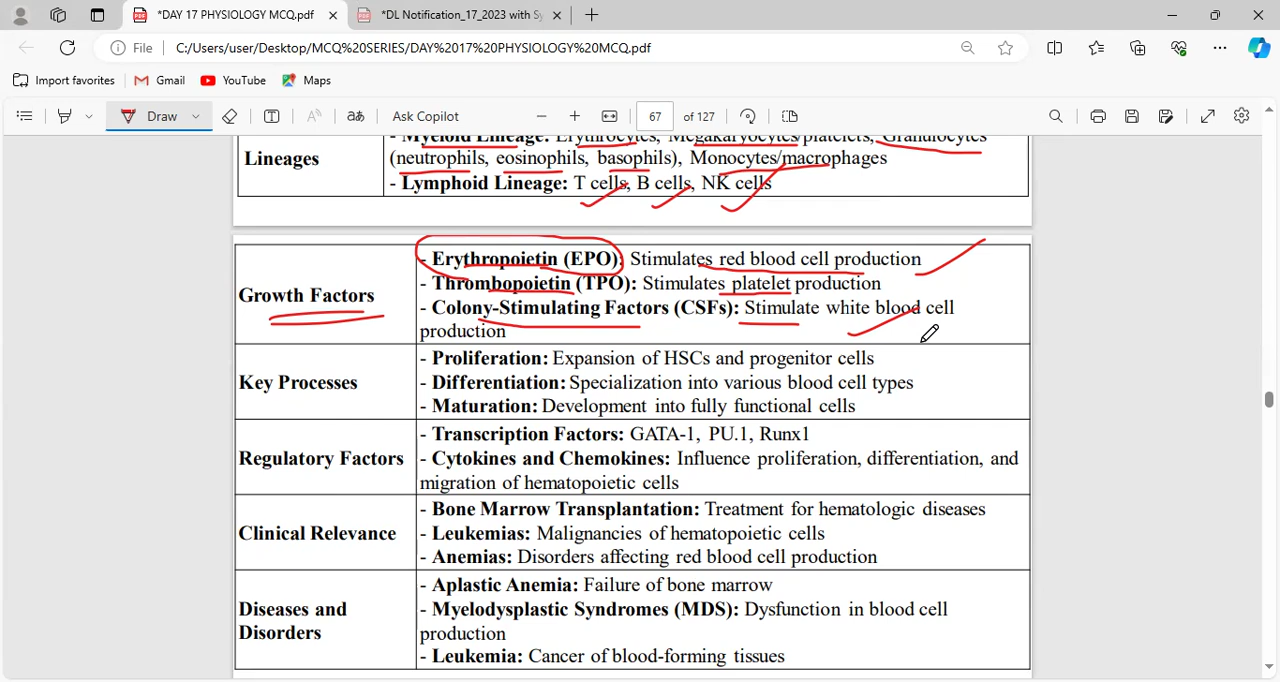 *DAY 17 PHYSIOLOGY MCQ.pdf
*DL Notification_17_2023 with Sy
File C:/Users/user/Desktop/MCQ%20SERIES/DAY%2017%20PHYSIOLOGY%20MCQ.pdf
Import favorites Gmail YouTube Maps
Draw aあ Ask Copilot 67 of 127
- Myeloid Lineage: Erythrocytes, Megakaryocytes/platelets, Granulocytes
Lineages
(neutrophils, eosinophils, basophils), Monocytes/macrophages
- Lymphoid Lineage: T cells, B cells, NK cells
Growth Factors
- Erythropoietin (EPO): Stimulates red blood cell production
- Thrombopoietin (TPO): Stimulates platelet production
- Colony-Stimulating Factors (CSFs): Stimulate white blood cell
production
Key Processes
- Proliferation: Expansion of HSCs and progenitor cells
- Differentiation: Specialization into various blood cell types
- Maturation: Development into fully functional cells
Regulatory Factors
- Transcription Factors: GATA-1, PU.1, Runx1
- Cytokines and Chemokines: Influence proliferation, differentiation, and
migration of hematopoietic cells
Clinical Relevance
- Bone Marrow Transplantation: Treatment for hematologic diseases
- Leukemias: Malignancies of hematopoietic cells
- Anemias: Disorders affecting red blood cell production
Diseases and
Disorders
- Aplastic Anemia: Failure of bone marrow
- Myelodysplastic Syndromes (MDS): Dysfunction in blood cell
production
- Leukemia: Cancer of blood-forming tissues